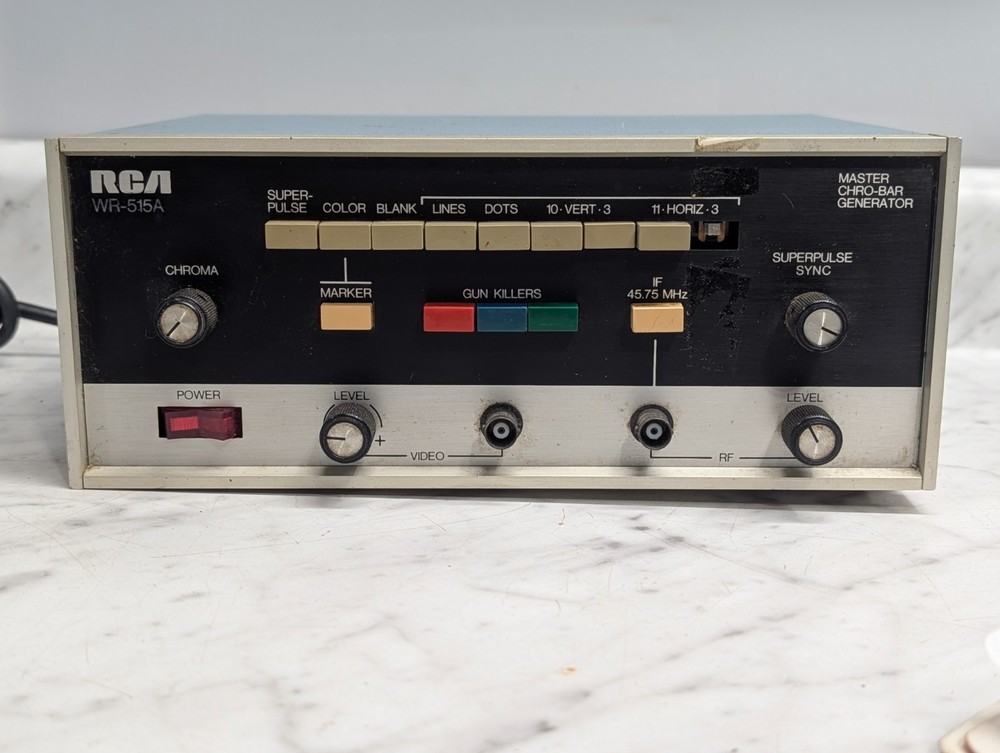 RCA
WR-515A
MASTER
CHRO-BAR
GENERATOR
SUPER-
PULSE COLOR BLANK LINES DOTS 10·VERT·3 11·HORIZ·3
CHROMA
MARKER
GUN KILLERS
IF
45.75 MHz
SUPERPULSE
SYNC
POWER
LEVEL
+
VIDEO
RF
LEVEL